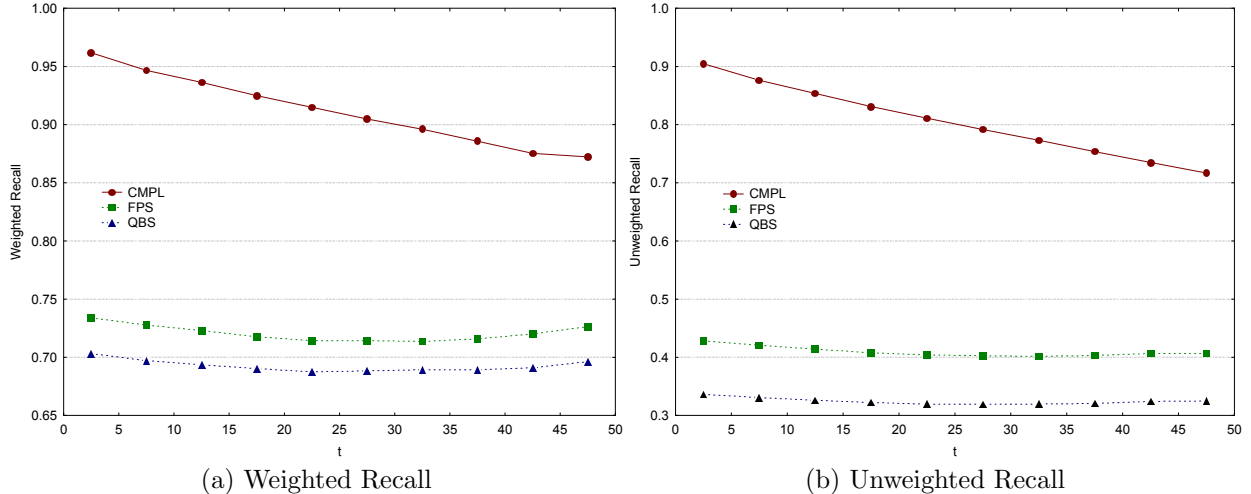 1.00
0.95
0.90
0.85
0.80
0.75
0.70
0.65
Weighted Recall
CMPL
FPS
QBS
0 5 10 15 20 25 30 35 40 45 50
t
(a) Weighted Recall
1.0
0.9
0.8
0.7
0.6
0.5
0.4
0.3
Unweighted Recall
CMPL
FPS
QBS
0 5 10 15 20 25 30 35 40 45 50
t
(b) Unweighted Recall